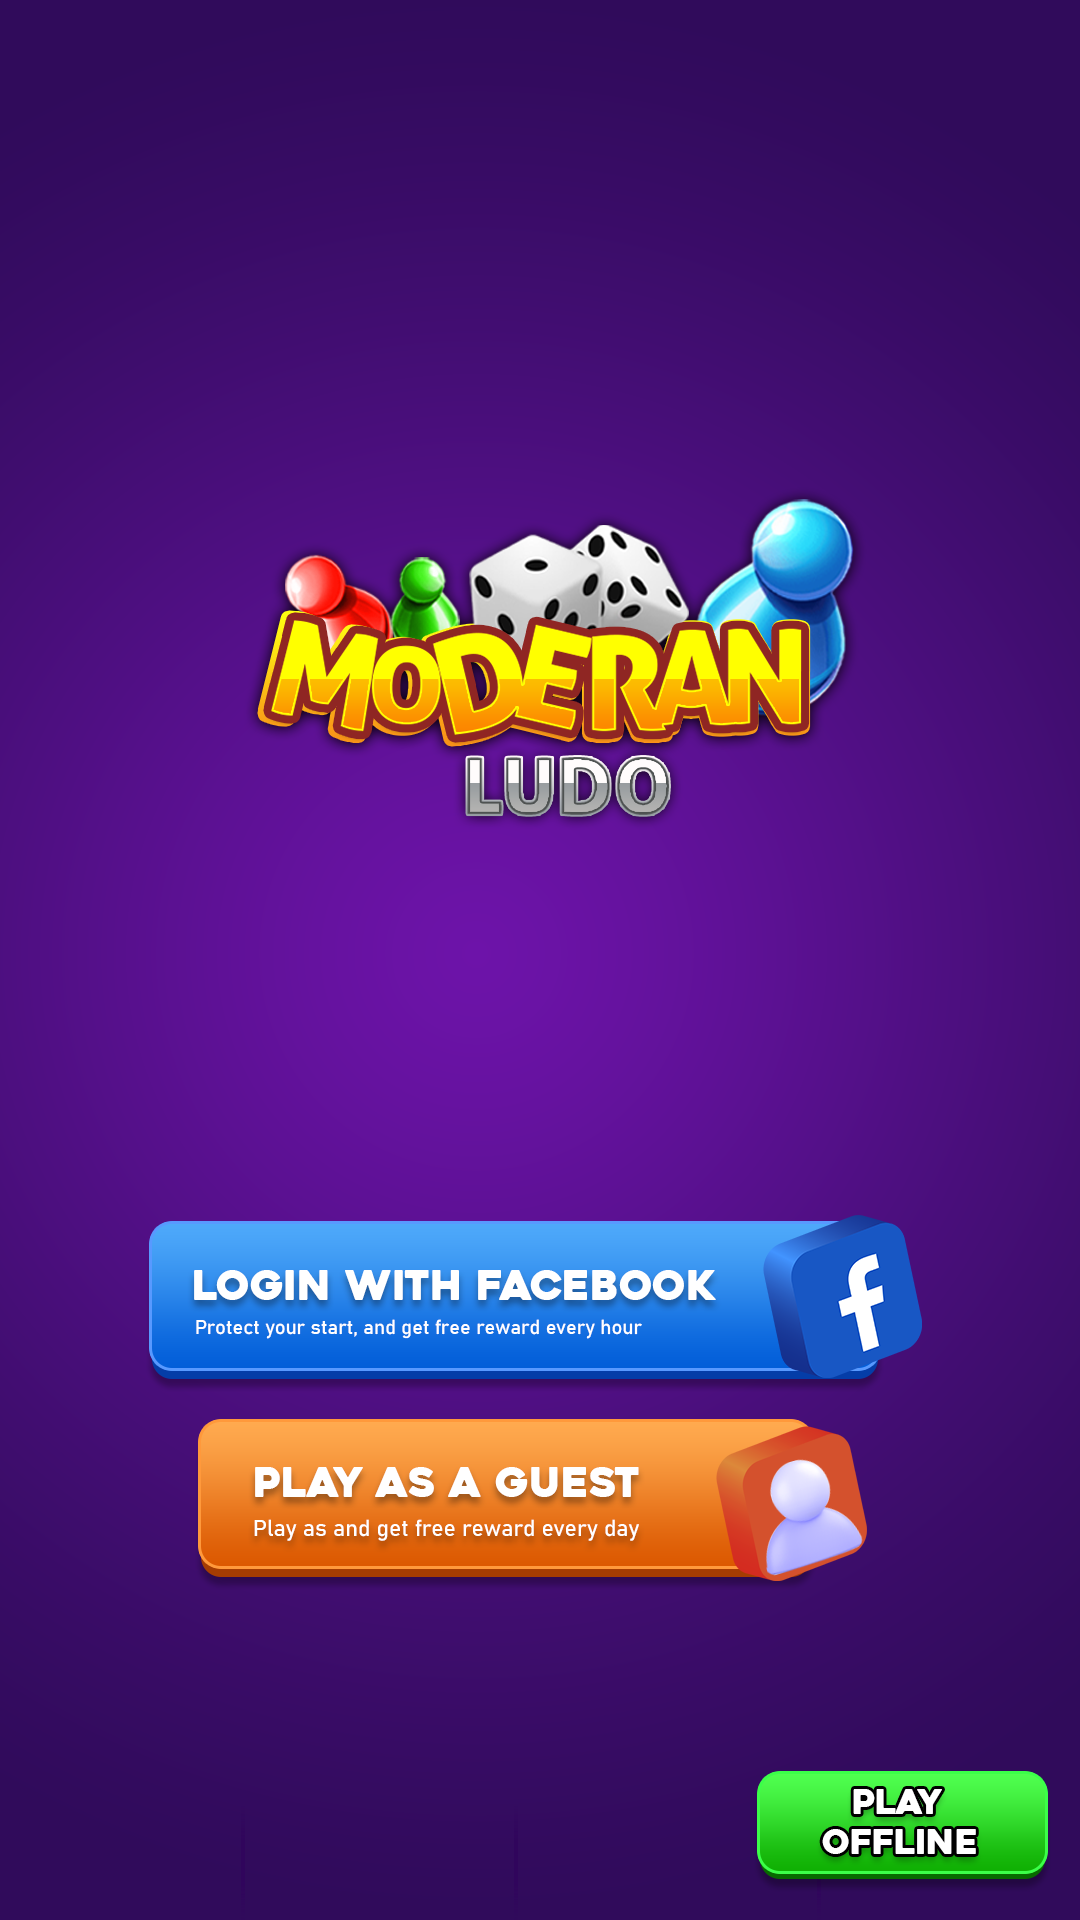 MODERAN
LUDO
LOGIN WITH FACEBOOK
Protect your start, and get free reward every hour
PLAY AS A GUEST
Play as and get free reward every day
PLAY
OFFLINE